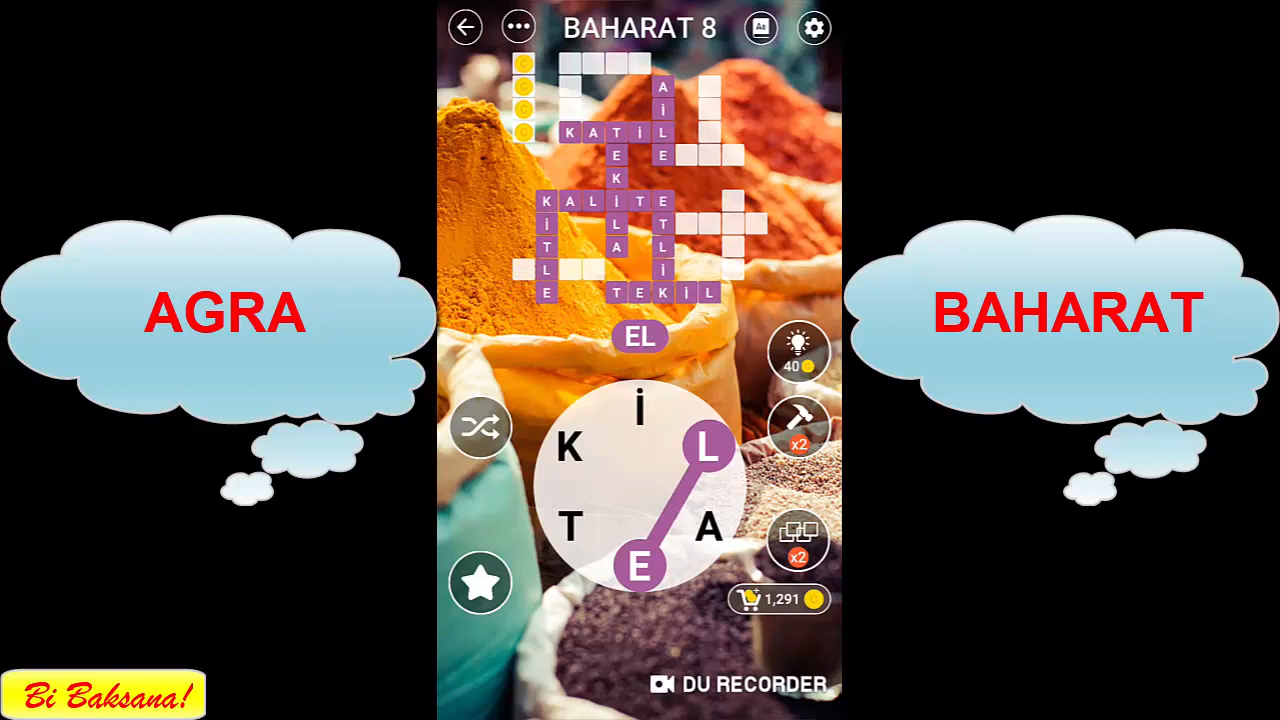 BAHARAT 8
A
İ
KATİL
E E
K
KALİTE
İ L T
T A L
L İ
E TEKİL
EL
40
İ
K L
x2
T A
E
x2
1,291
DU RECORDER
AGRA
BAHARAT
Bi Baksana!